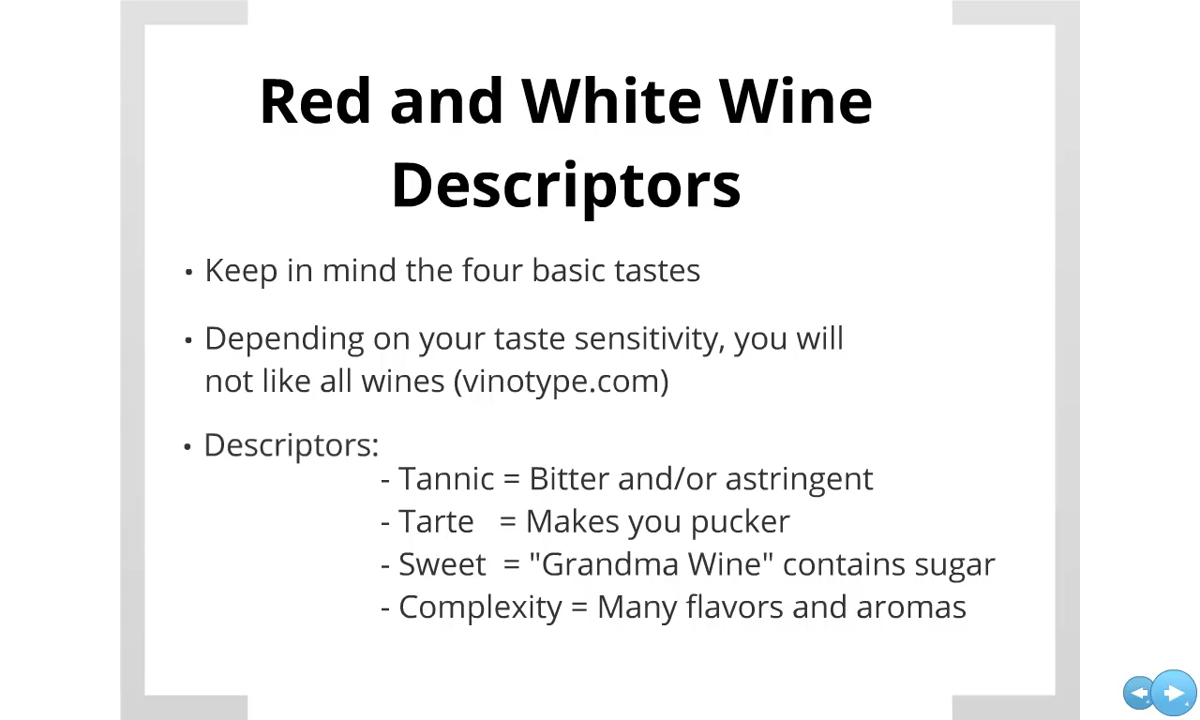 Red and White Wine
Descriptors
• Keep in mind the four basic tastes
• Depending on your taste sensitivity, you will
not like all wines (vinotype.com)
• Descriptors:
- Tannic = Bitter and/or astringent
- Tarte = Makes you pucker
- Sweet = "Grandma Wine" contains sugar
- Complexity = Many flavors and aromas